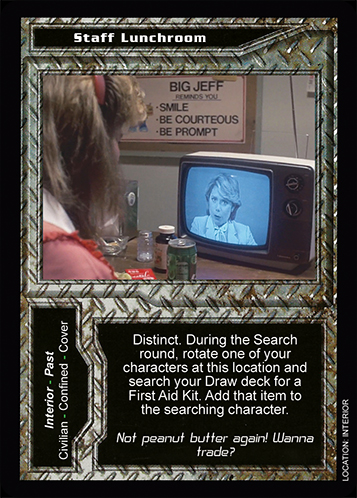 Staff Lunchroom
BIG JEFF
REMINDS YOU
·SMILE
·BE COURTEOUS
·BE PROMPT
Interior - Past
Civilian - Confined - Cover
Distinct. During the Search
round, rotate one of your
characters at this location and
search your Draw deck for a
First Aid Kit. Add that item to
the searching character.
Not peanut butter again! Wanna
trade?
LOCATION: INTERIOR